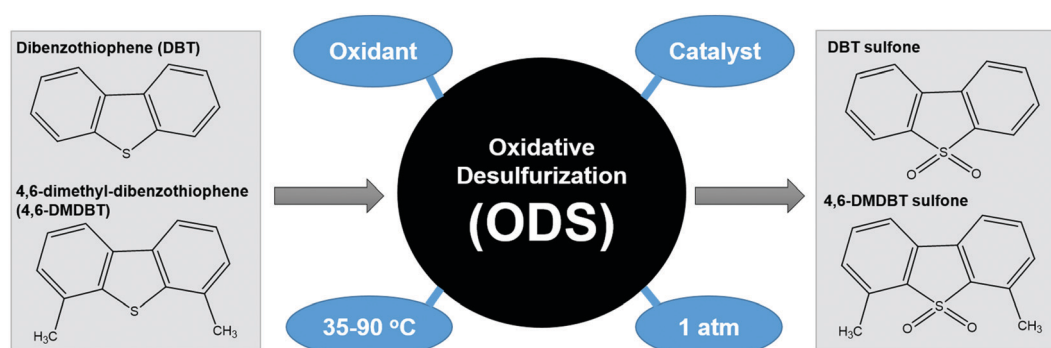 Dibenzothiophene (DBT)
S
4,6-dimethyl-dibenzothiophene
(4,6-DMDBT)
S
H₃C
CH₃
Oxidant
Catalyst
Oxidative
Desulfurization
(ODS)
35-90 ºC
1 atm
DBT sulfone
S
O
O
4,6-DMDBT sulfone
S
H₃C
O
O
CH₃